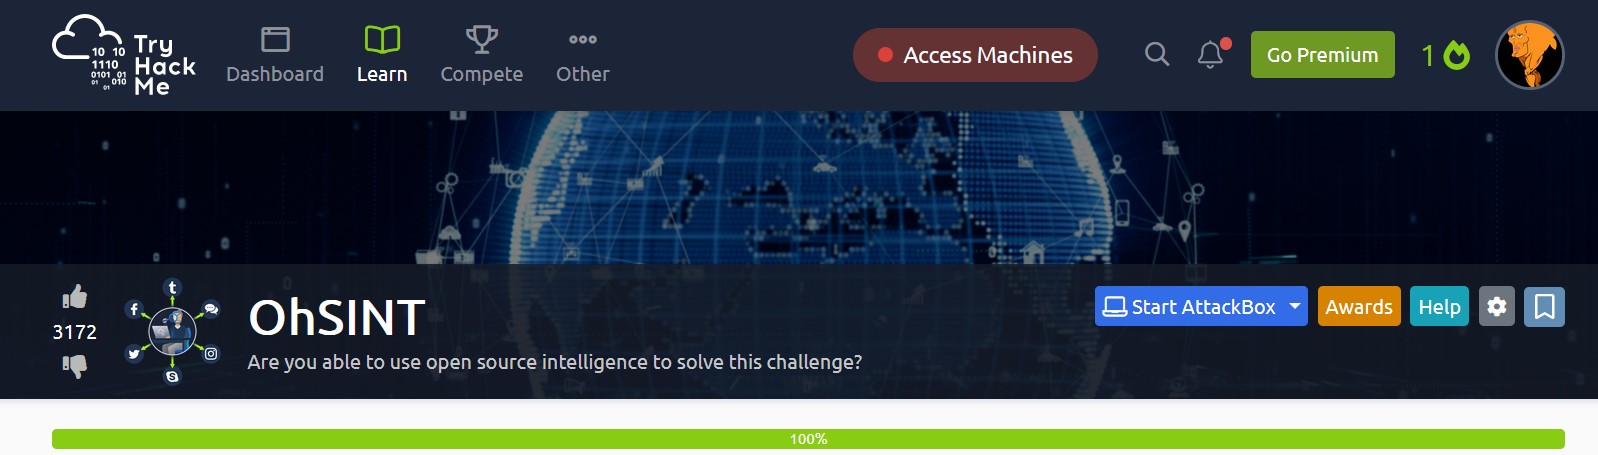 10 10
1110
0101 01
01 010
01
Try
Hack
Me
Dashboard
Learn
Compete
Other
Access Machines
Go Premium
1
3172
OhSINT
Are you able to use open source intelligence to solve this challenge?
Start AttackBox
Awards
Help
100%